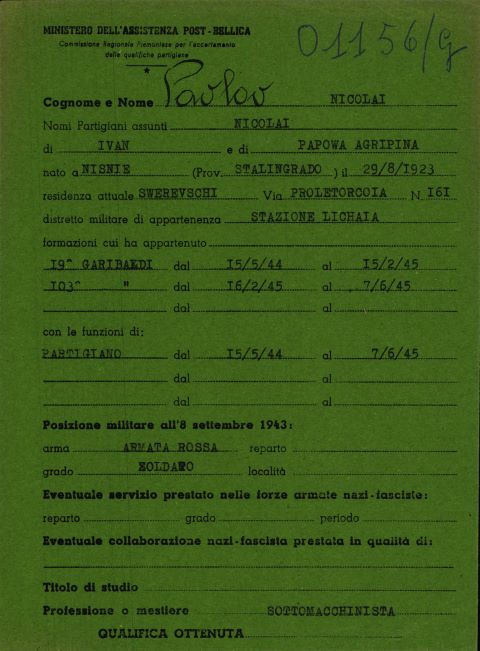 MINISTERO DELL'ASSISTENZA POST-BELLICA
01156/g
Commissione Regionale Piemontese per l'accertamento
delle qualifiche partigiane
*
Cognome e Nome Pavlov NICOLAI
Nomi Partigiani assunti NICOLAI
di IVAN e di PAPOWA AGRIPINA
nato a NISNIE (Prov. STALINGRADO ) il 29/8/1923
residenza attuale SWEREVSCHI Via PROLETORCOIA N. 161
distretto militare di appartenenza STAZIONE LICHAIA
formazioni cui ha appartenuto
19^ GARIBALDI dal 15/5/44 al 15/2/45
103^ " dal 16/2/45 al 7/6/45
dal al
con le funzioni di:
PARTIGIANO dal 15/5/44 al 7/6/45
dal al
dal al
Posizione militare all'8 settembre 1943:
arma ARMATA ROSSA reparto
grado SOLDATO località
Eventuale servizio prestato nelle forze armate nazi-fasciste:
reparto grado periodo
Eventuale collaborazione nazi-fascista prestata in qualità di:
Titolo di studio
Professione o mestiere SOTTOMACCHINISTA
QUALIFICA OTTENUTA